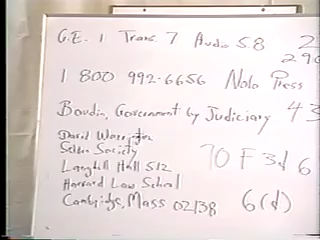 G.E. 1 Trans. 7 Audio 5.8 2
290
1 800 992-6656 Nolo Press
Boudin, Government by Judiciary 43
David Warrington
Selden Society
Langdell Hall 512
Harvard Law School
Cambridge, Mass 02138
70 F 3d 6
6(d)